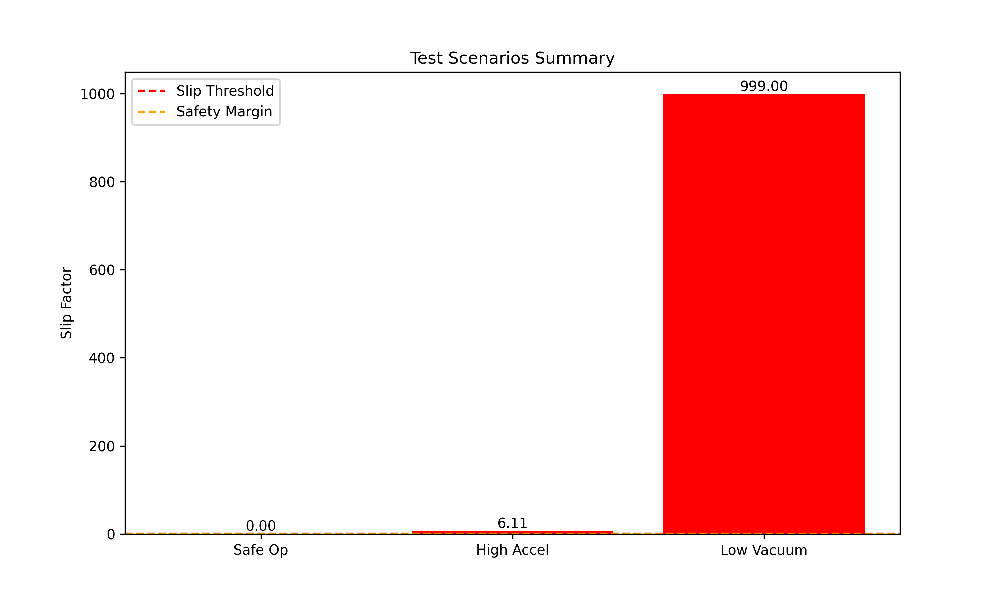 Test Scenarios Summary
Slip Threshold
Safety Margin
999.00
6.11
0.00
1000
800
600
400
200
0
Slip Factor
Safe Op
High Accel
Low Vacuum